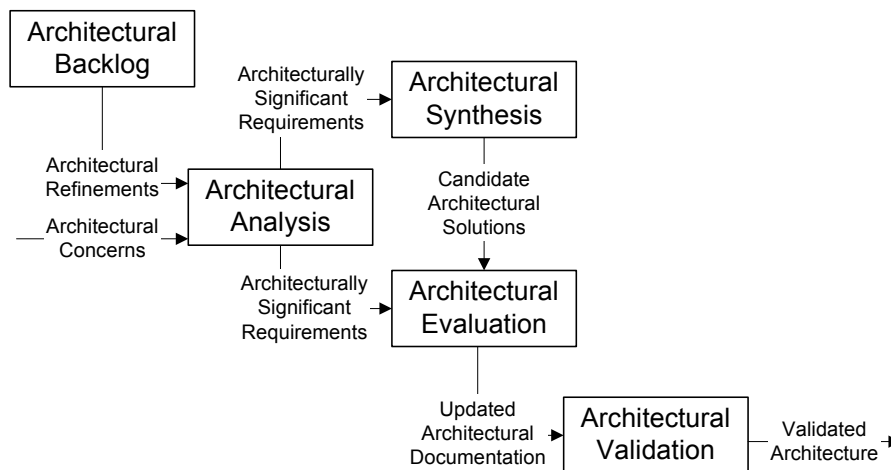 Architectural
Backlog
Architecturally
Significant
Requirements
Architectural
Synthesis
Architectural
Refinements
Architectural
Analysis
Candidate
Architectural
Solutions
Architectural
Concerns
Architecturally
Significant
Requirements
Architectural
Evaluation
Updated
Architectural
Documentation
Architectural
Validation
Validated
Architecture